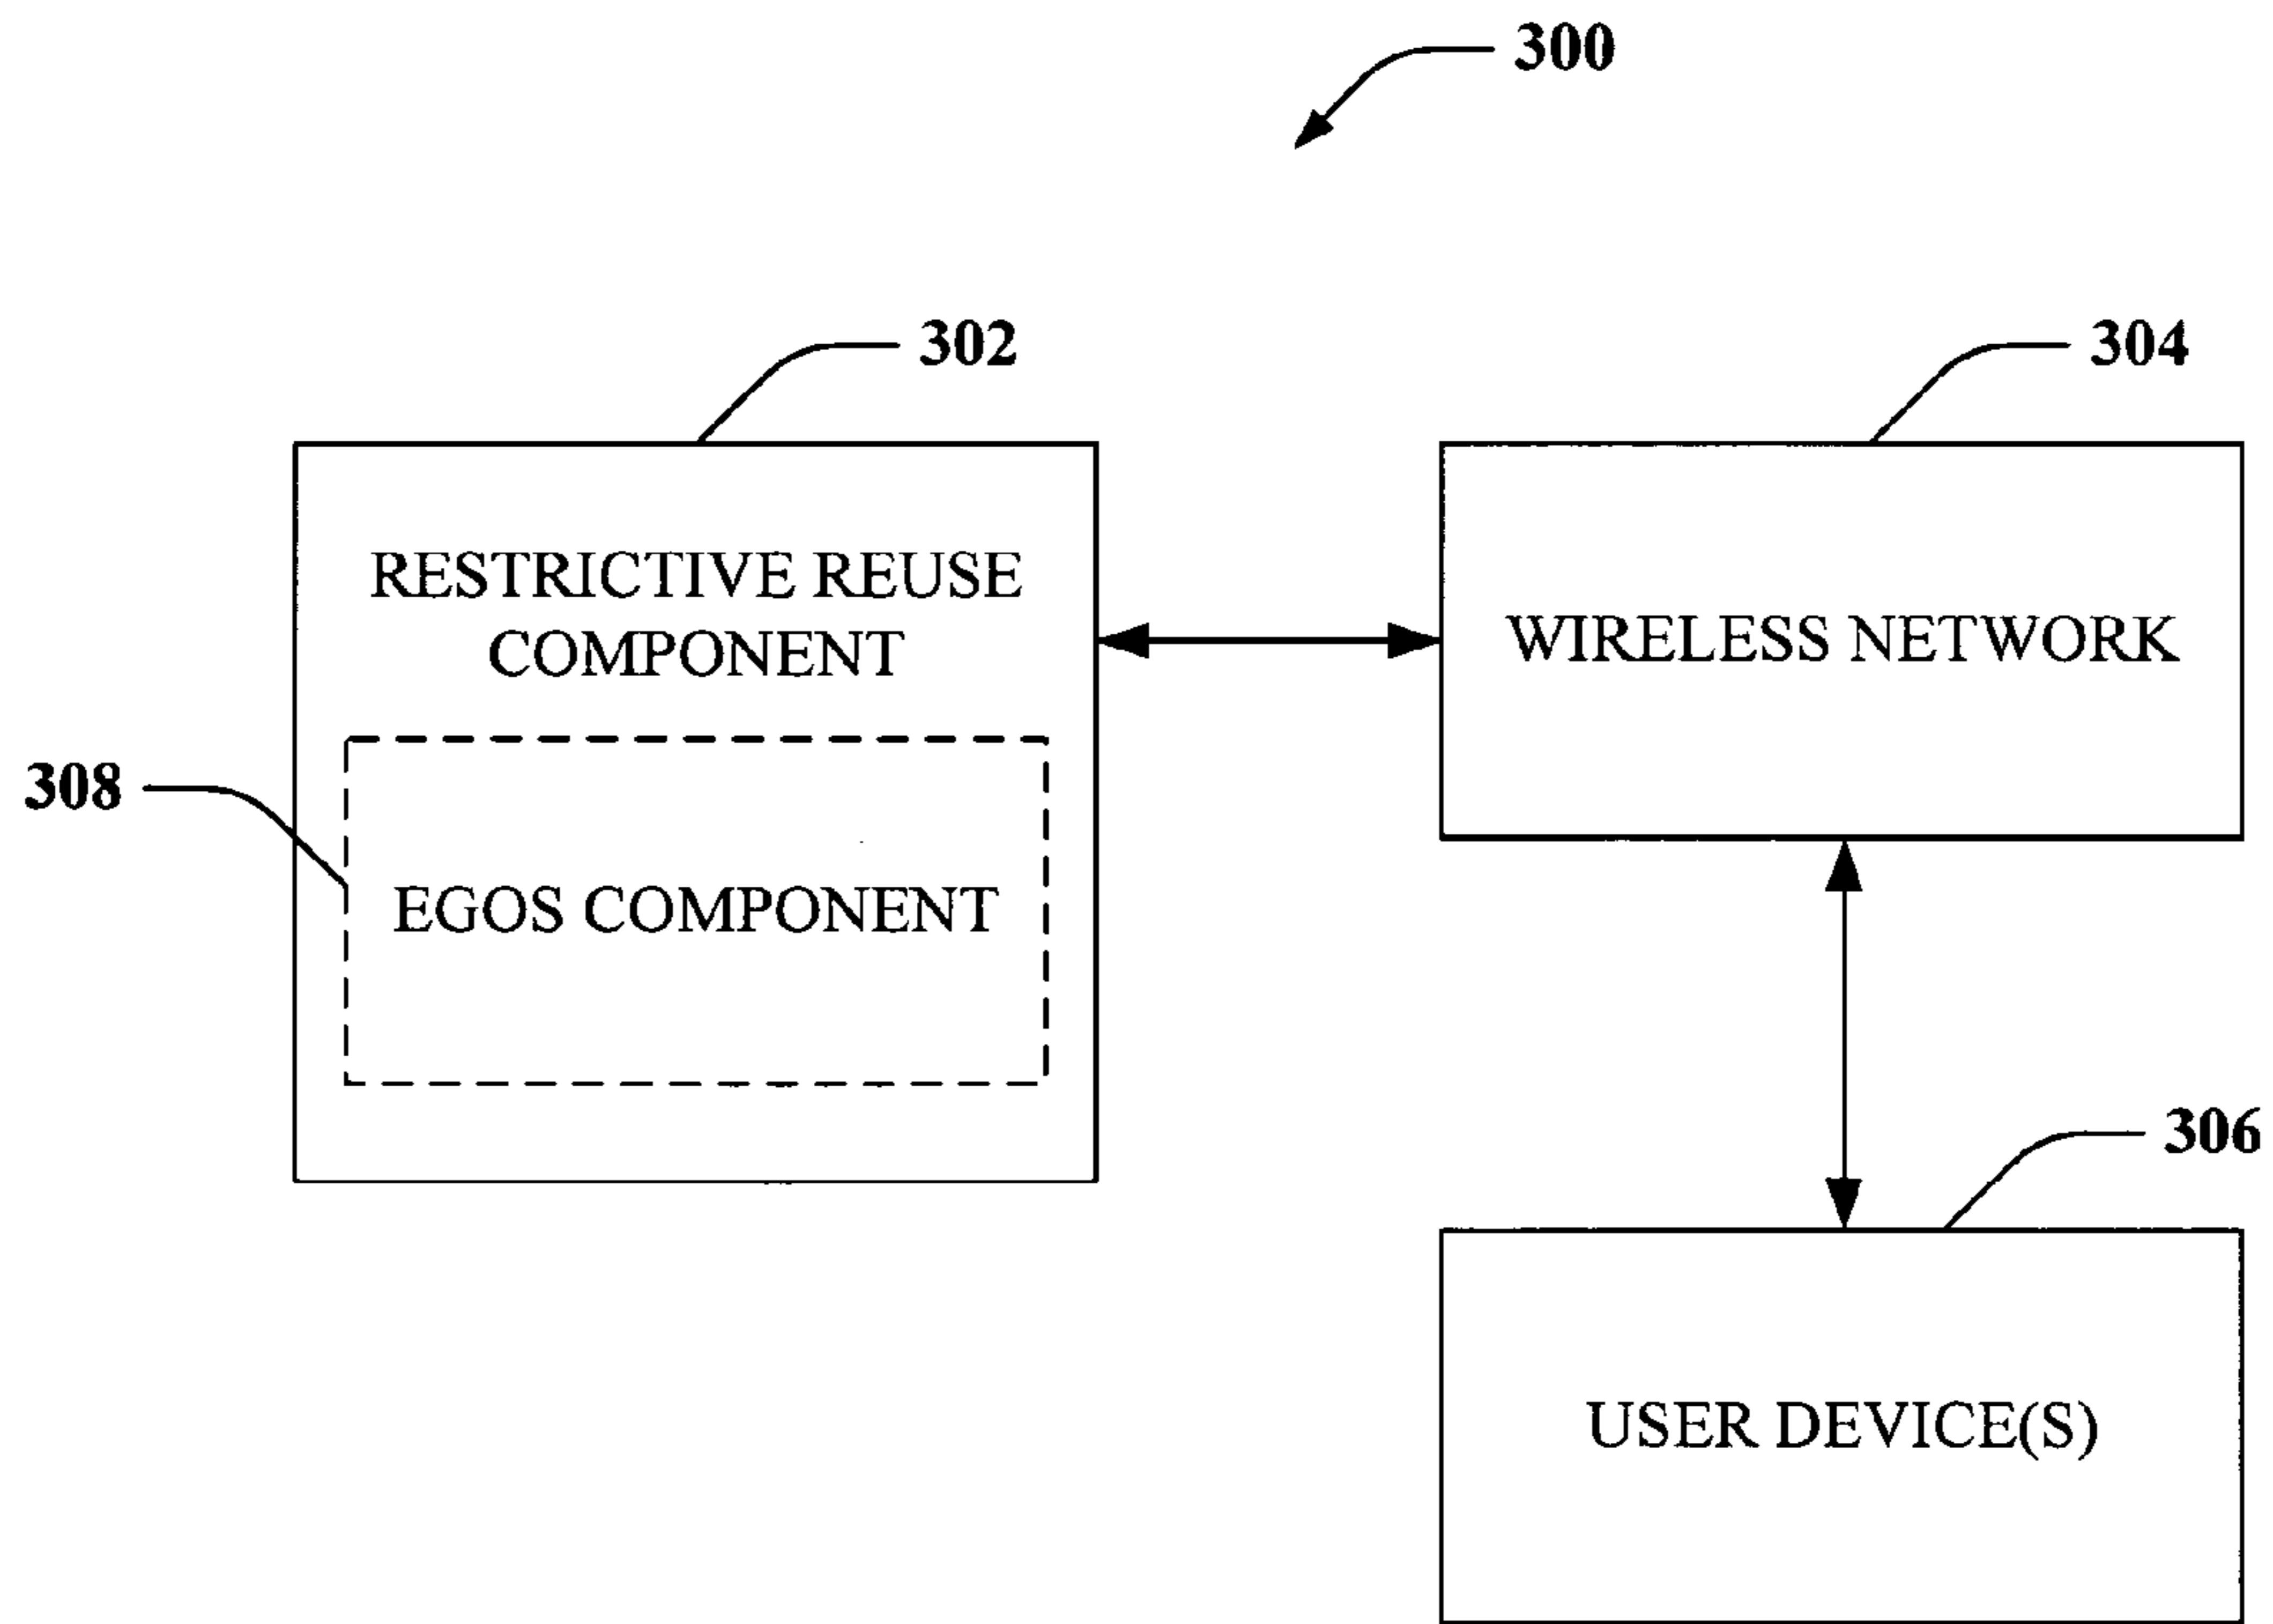 300
302
304
RESTRICTIVE REUSE
COMPONENT
WIRELESS NETWORK
308
EGOS COMPONENT
306
USER DEVICE(S)